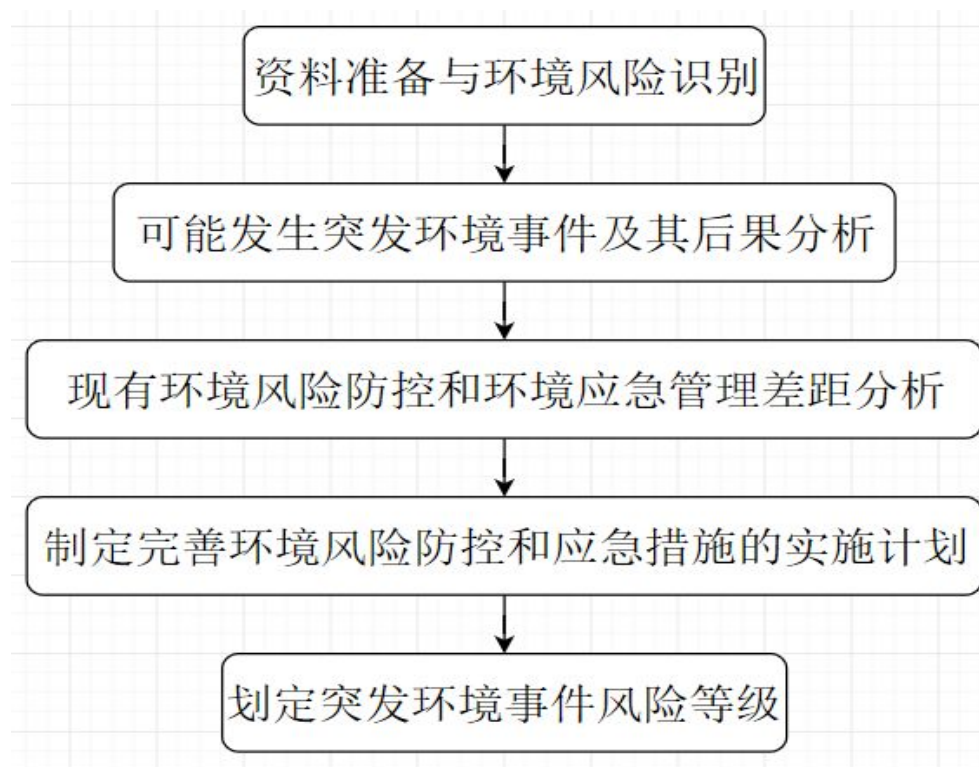 资料准备与环境风险识别
可能发生突发环境事件及其后果分析
现有环境风险防控和环境应急管理差距分析
制定完善环境风险防控和应急措施的实施计划
划定突发环境事件风险等级